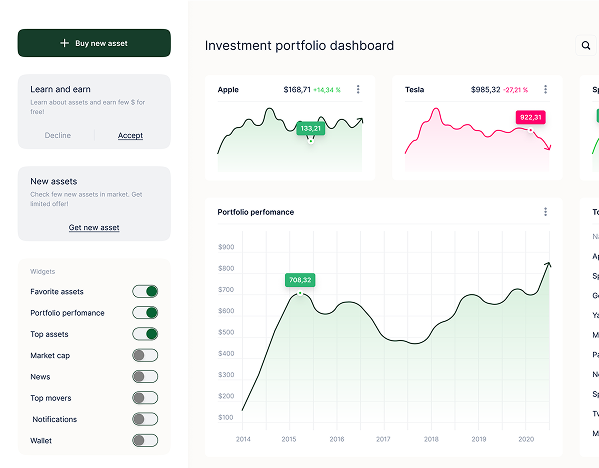 Buy new asset
Learn and earn
Learn about assets and earn few $ for
free!
Decline
Accept
New assets
Check few new assets in market. Get
limited offer!
Get new asset
Widgets
Favorite assets
Portfolio perfomance
Top assets
Market cap
News
Top movers
Notifications
Wallet
Investment portfolio dashboard
Apple $168,71 +14,34 %
133,21
Tesla $985,32 -27,21 %
922,31
Sp
Portfolio perfomance
$900
$800
$700
$600
$500
$400
$300
$200
$100
708,32
2014 2015 2016 2017 2018 2019 2020
To
Ap
Sp
Go
Ya
M
Pa
Ne
Sp
Tv
M